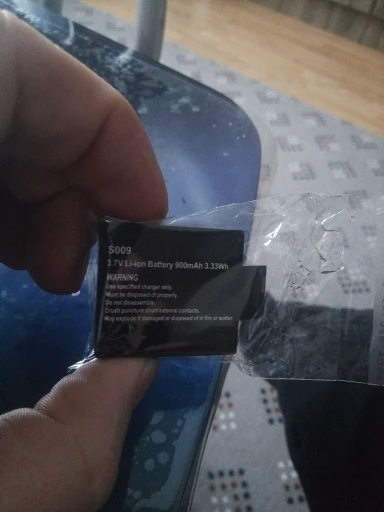 S009
3.7V Li-ion Battery 900mAh 3.33Wh
WARNING
Use specified charger only.
Must be disposed of properly.
Do not disassemble.
Crush puncture short external contacts.
May explode if damaged or disposed of in fire or water.